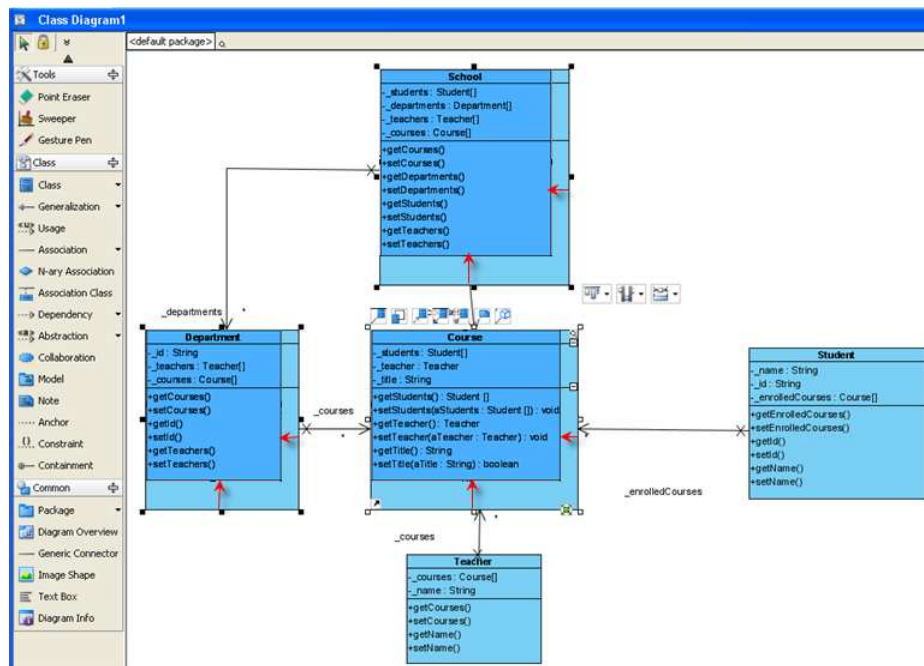 Class Diagram1
<default package>
Tools
Point Eraser
Sweeper
Gesture Pen
Class
Class
Generalization
Usage
Association
N-ary Association
Association Class
Dependency
Abstraction
Collaboration
Model
Note
Anchor
Constraint
Containment
Common
Package
Diagram Overview
Generic Connector
Image Shape
Text Box
Diagram Info
School
-_students : Student[]
-_departments : Department[]
-_teachers : Teacher[]
-_courses : Course[]
+getCourses()
+setCourses()
+getDepartments()
+setDepartments()
+getStudents()
+setStudents()
+getTeachers()
+setTeachers()
_departments
*
Department
-_id : String
-_teachers : Teacher[]
-_courses : Course[]
+getCourses()
+setCourses()
+getId()
+setId()
+getTeachers()
+setTeachers()
_courses
*
Course
-_students : Student[]
-_teacher : Teacher
-_title : String
+getStudents() : Student []
+setStudents(aStudents : Student []) : void
+getTeacher() : Teacher
+setTeacher(aTeacher : Teacher) : void
+getTitle() : String
+setTitle(aTitle : String) : boolean
Student
-_name : String
-_id : String
-_enrolledCourses : Course[]
+getEnrolledCourses()
+setEnrolledCourses()
+getId()
+setId()
+getName()
+setName()
*
_enrolledCourses
*
_courses
Teacher
-_courses : Course[]
-_name : String
+getCourses()
+setCourses()
+getName()
+setName()